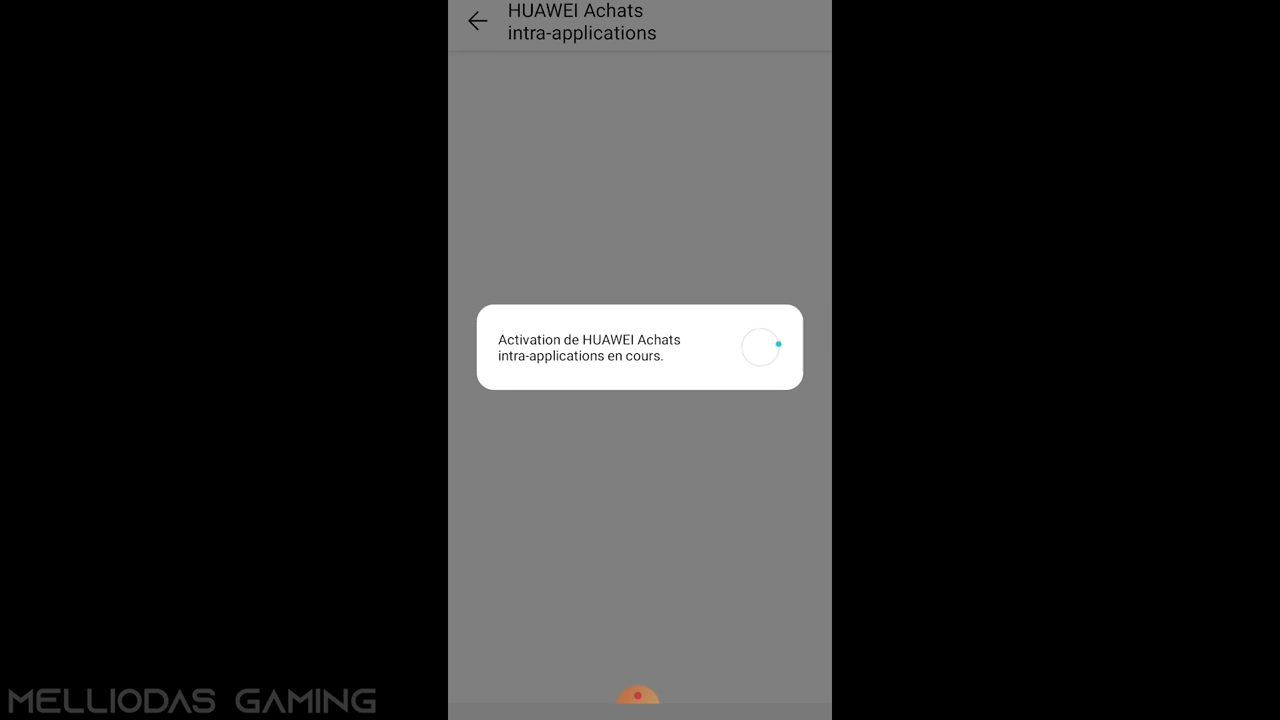 HUAWEI Achats
intra-applications
Activation de HUAWEI Achats
intra-applications en cours.
MELLIODAS GAMING